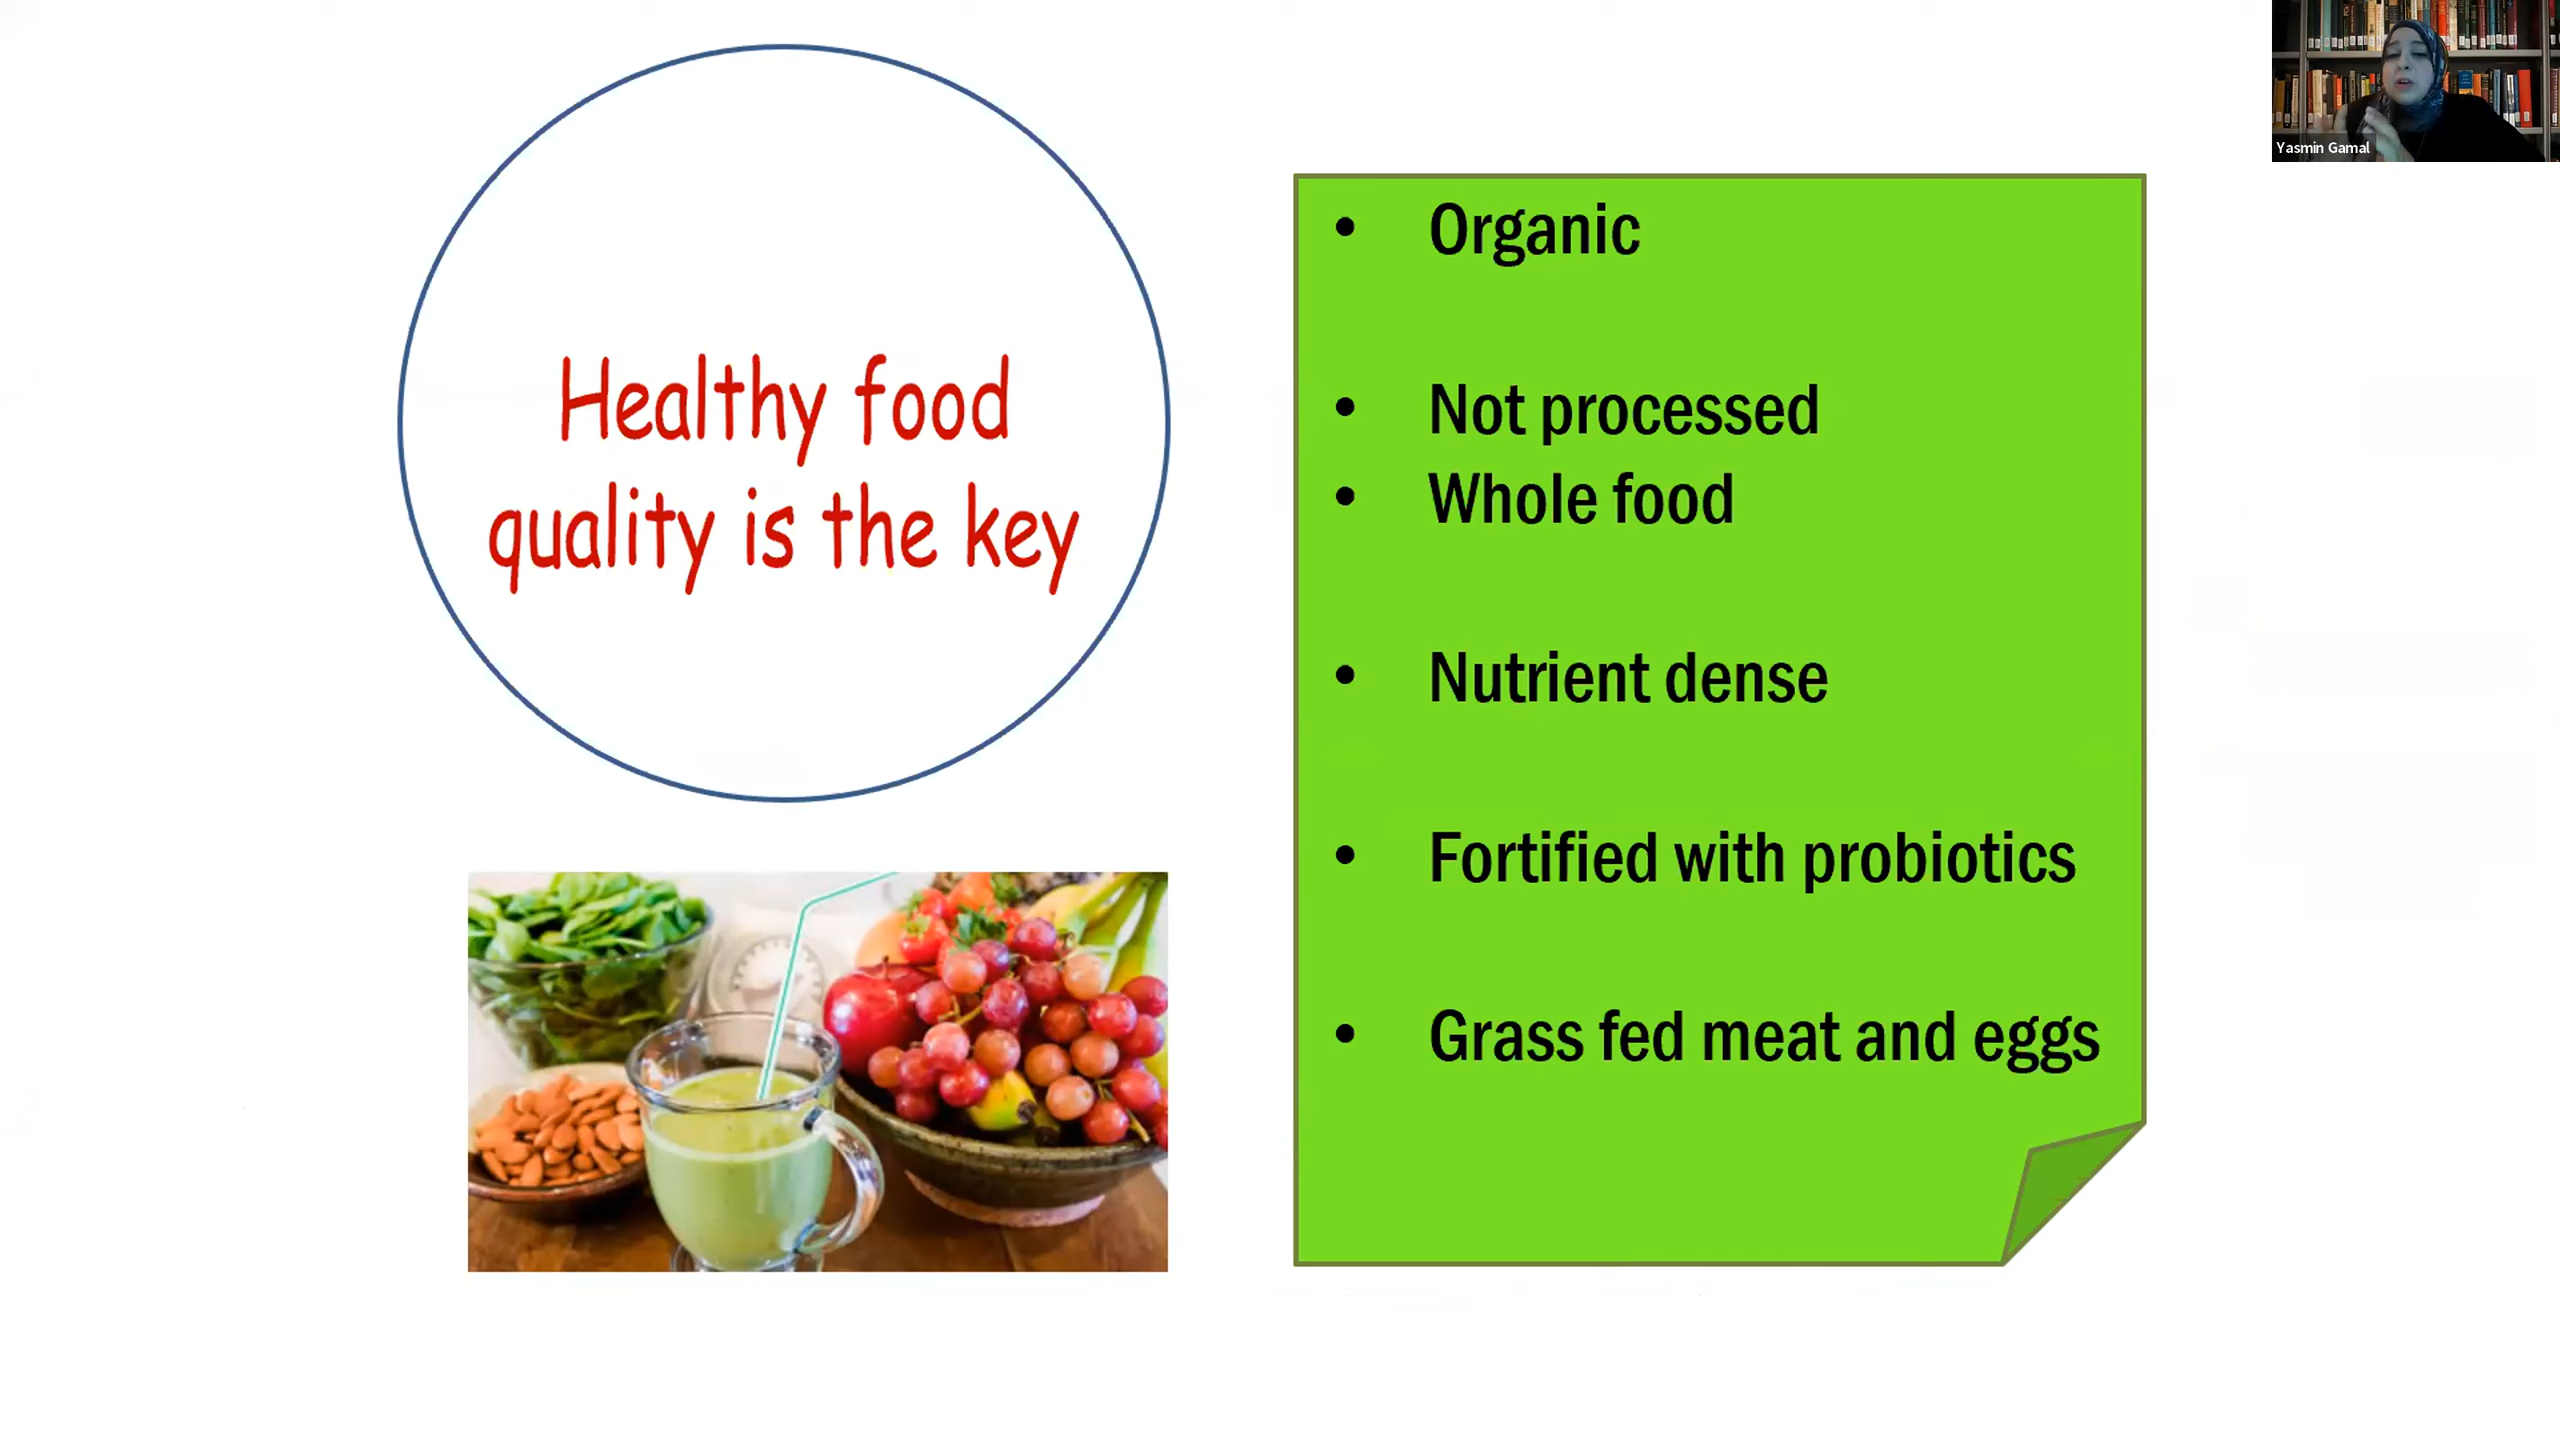 Healthy food
quality is the key
• Organic
• Not processed
• Whole food
• Nutrient dense
• Fortified with probiotics
• Grass fed meat and eggs
Yasmin Gamal